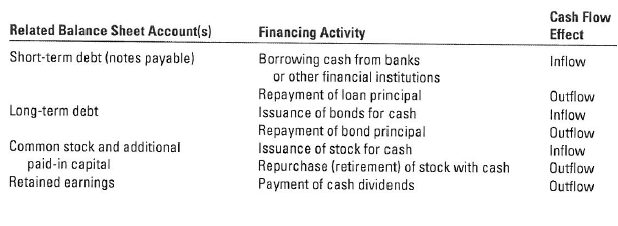 Cash Flow
Related Balance Sheet Account(s) Financing Activity Effect
Short-term debt (notes payable) Borrowing cash from banks Inflow
or other financial institutions
Repayment of loan principal Outflow
Long-term debt Issuance of bonds for cash Inflow
Repayment of bond principal Outflow
Common stock and additional Issuance of stock for cash Inflow
paid-in capital Repurchase (retirement) of stock with cash Outflow
Retained earnings Payment of cash dividends Outflow